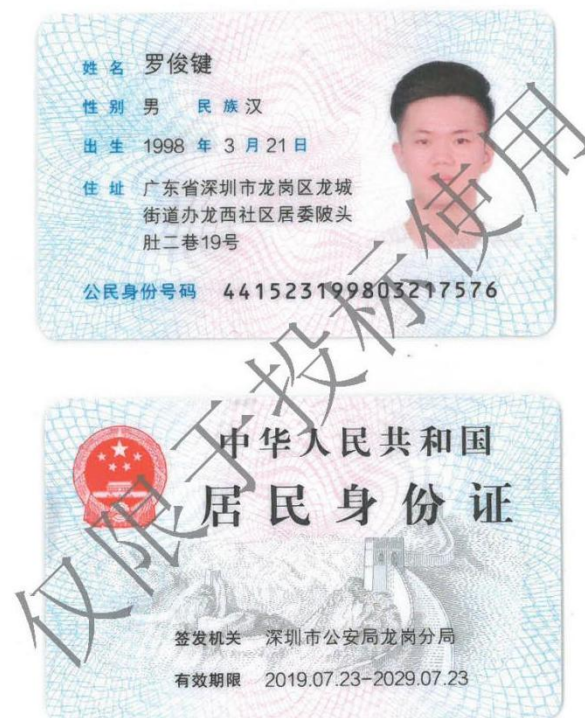 姓名 罗俊键
性别 男 民族 汉
出生 1998 年 3 月 21 日
住址 广东省深圳市龙岗区龙城
街道办龙西社区居委陂头
肚二巷19号
公民身份号码 441523199803217576
中华人民共和国
居民身份证
签发机关 深圳市公安局龙岗分局
有效期限 2019.07.23-2029.07.23
仅限于投标使用